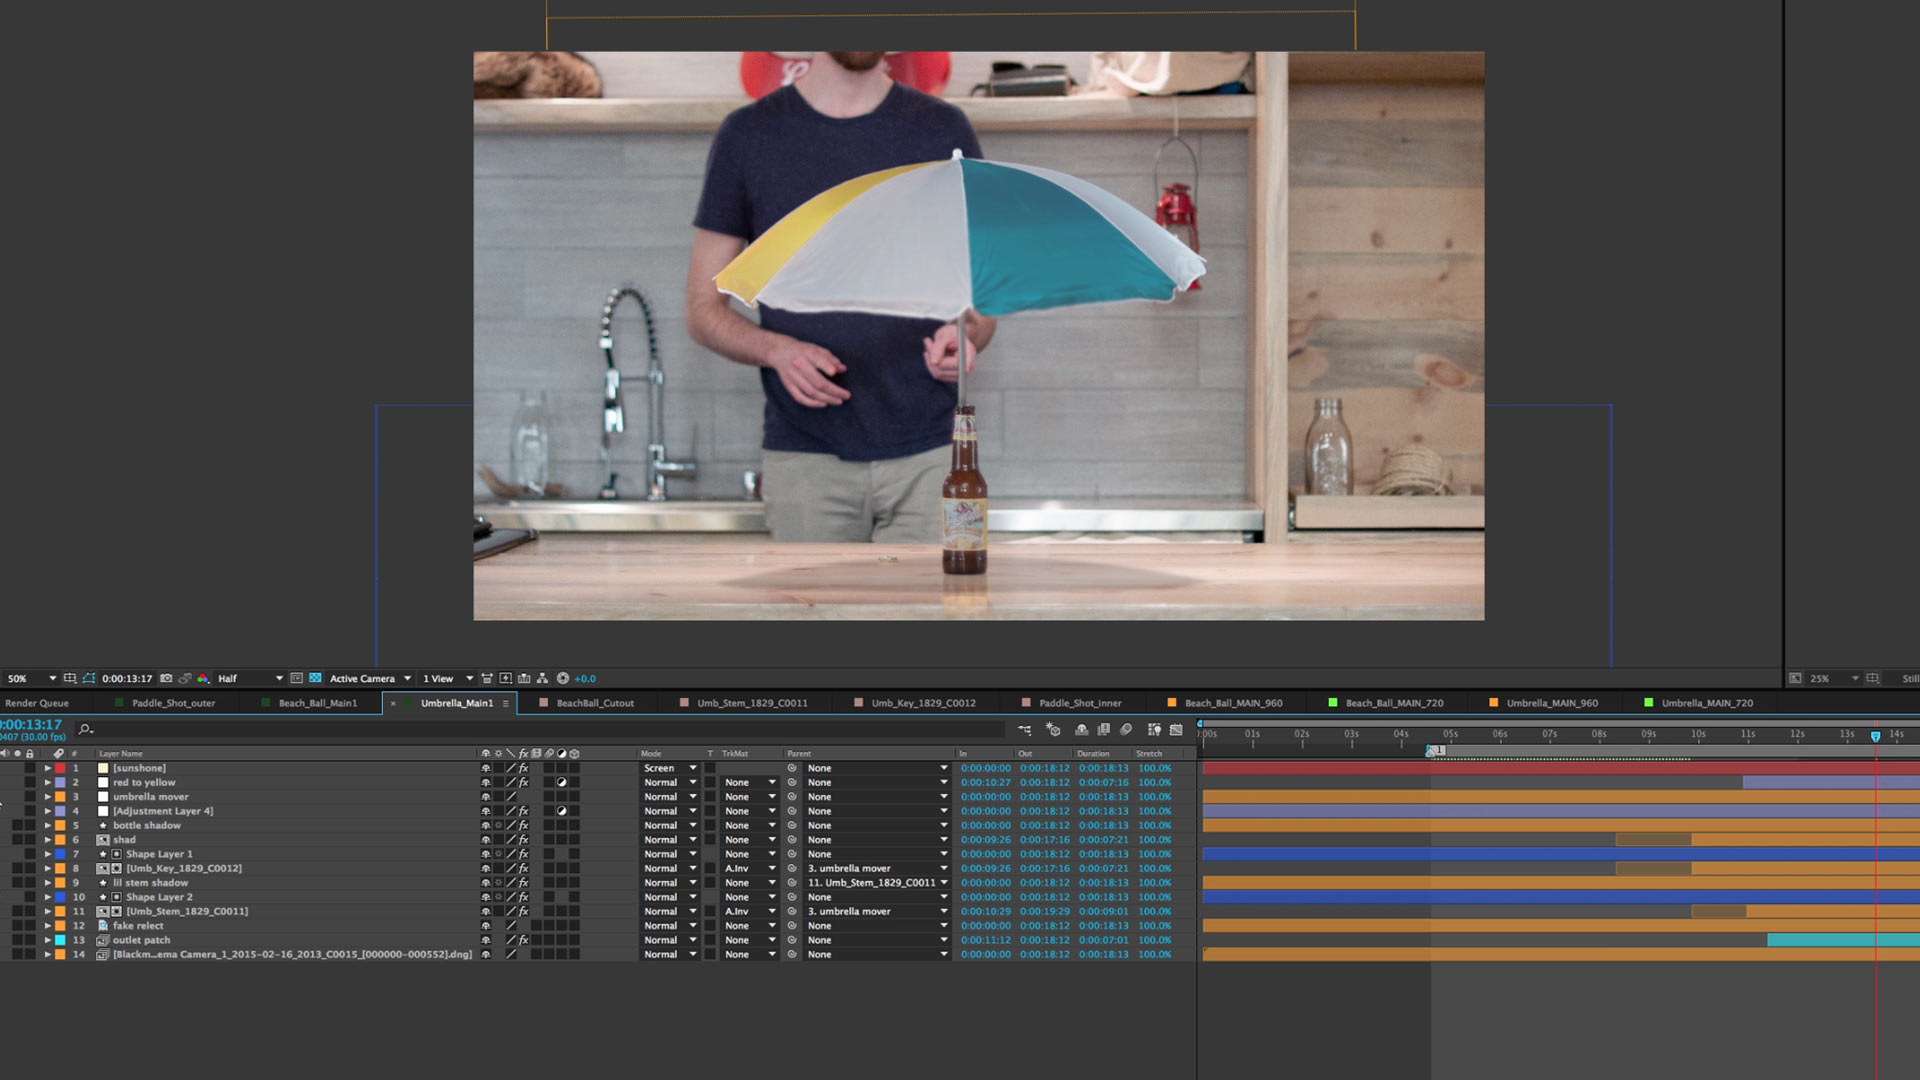 50% 0:00:13:17 Half Active Camera 1 View +0.0 25% Still
Render Queue Paddle_Shot_outer Beach_Ball_Main1 × Umbrella_Main1 BeachBall_Cutout Umb_Stem_1829_C0011 Umb_Key_1829_C0012 Paddle_Shot_inner Beach_Ball_MAIN_960 Beach_Ball_MAIN_720 Umbrella_MAIN_960 Umbrella_MAIN_720
0:00:13:17
0407 (30.00 fps)
:00s 01s 02s 03s 04s 05s 06s 07s 08s 09s 10s 11s 12s 13s 14s
1
# Layer Name fx Mode T TrkMat Parent In Out Duration Stretch
1 [sunshone] fx Screen None 0:00:00:00 0:00:18:12 0:00:18:13 100.0%
2 red to yellow fx Normal None None 0:00:10:27 0:00:18:12 0:00:07:16 100.0%
3 umbrella mover Normal None None 0:00:00:00 0:00:18:12 0:00:18:13 100.0%
4 [Adjustment Layer 4] fx Normal None None 0:00:00:00 0:00:18:12 0:00:18:13 100.0%
5 bottle shadow fx Normal None None 0:00:00:00 0:00:18:12 0:00:18:13 100.0%
6 shad fx Normal None None 0:00:09:26 0:00:17:16 0:00:07:21 100.0%
7 Shape Layer 1 fx Normal None None 0:00:00:00 0:00:18:12 0:00:18:13 100.0%
8 [Umb_Key_1829_C0012] fx Normal A.Inv 3. umbrella mover 0:00:09:26 0:00:17:16 0:00:07:21 100.0%
9 lil stem shadow fx Normal None 11. Umb_Stem_1829_C0011 0:00:00:00 0:00:18:12 0:00:18:13 100.0%
10 Shape Layer 2 fx Normal None None 0:00:00:00 0:00:18:12 0:00:18:13 100.0%
11 [Umb_Stem_1829_C0011] fx Normal A.Inv 3. umbrella mover 0:00:10:29 0:00:19:29 0:00:09:01 100.0%
12 fake relect Normal None None 0:00:00:00 0:00:18:12 0:00:18:13 100.0%
13 outlet patch fx Normal None None 0:00:11:12 0:00:18:12 0:00:07:01 100.0%
14 [Blackm...ema Camera_1_2015-02-16_2013_C0015_[000000-000552].dng] Normal None None 0:00:00:00 0:00:18:12 0:00:18:13 100.0%